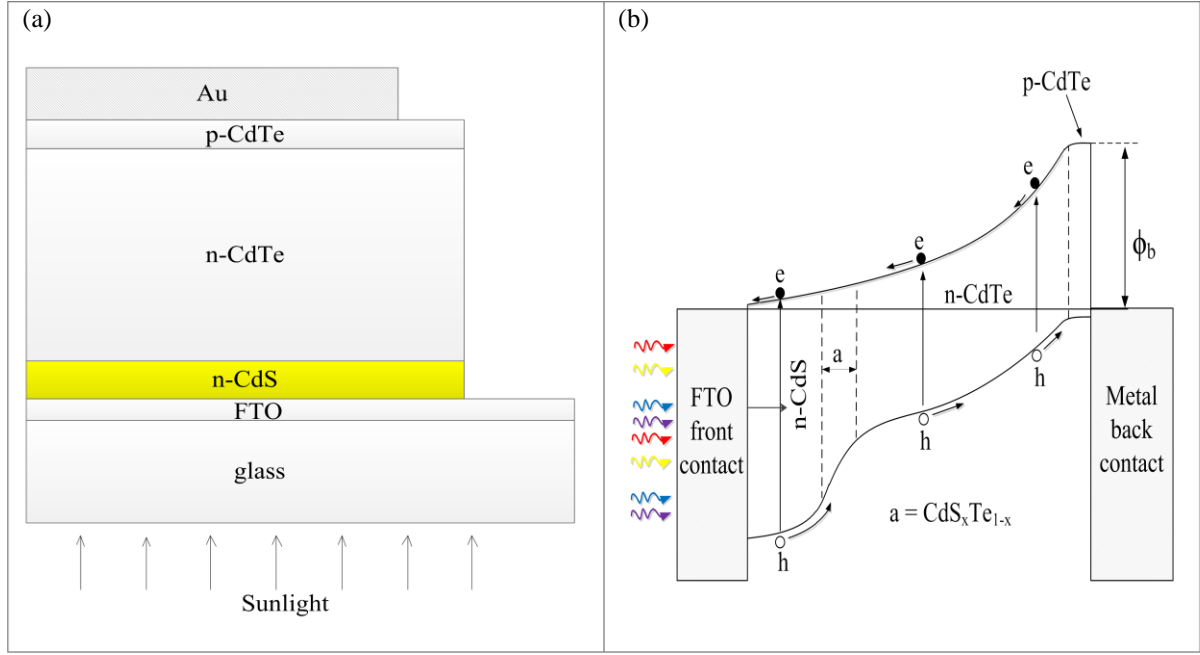 (a)
Au
p-CdTe
n-CdTe
n-CdS
FTO
glass
Sunlight
(b)
p-CdTe
e
e
e
ϕb
n-CdTe
a
n-CdS
h
h
h
FTO
front
contact
Metal
back
contact
a = CdSxTe1-x